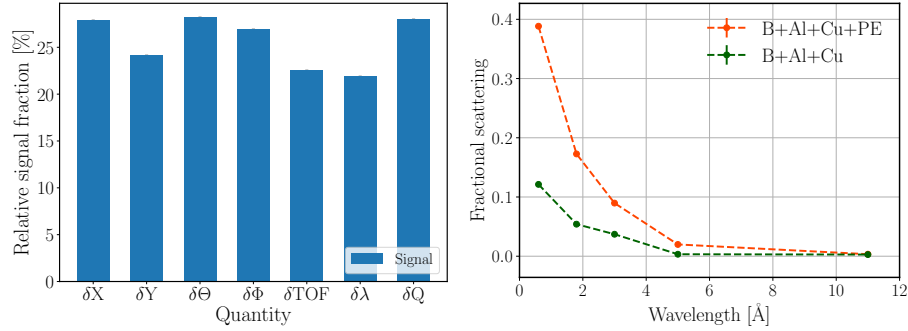 Relative signal fraction [%]
30
25
20
15
10
5
0
Signal
δX δY δΘ δΦ δTOF δλ δQ
Quantity
Fractional scattering
0.4
0.3
0.2
0.1
0.0
B+Al+Cu+PE
B+Al+Cu
0 2 4 6 8 10 12
Wavelength [Å]